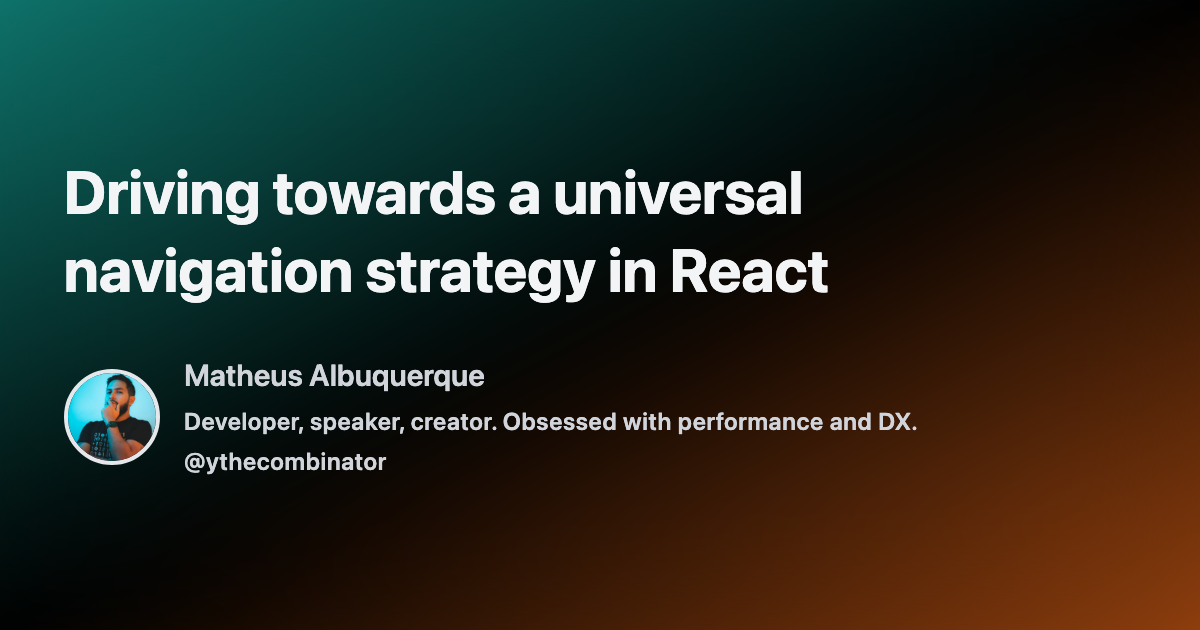 Driving towards a universal
navigation strategy in React
Matheus Albuquerque
Developer, speaker, creator. Obsessed with performance and DX.
@ythecombinator